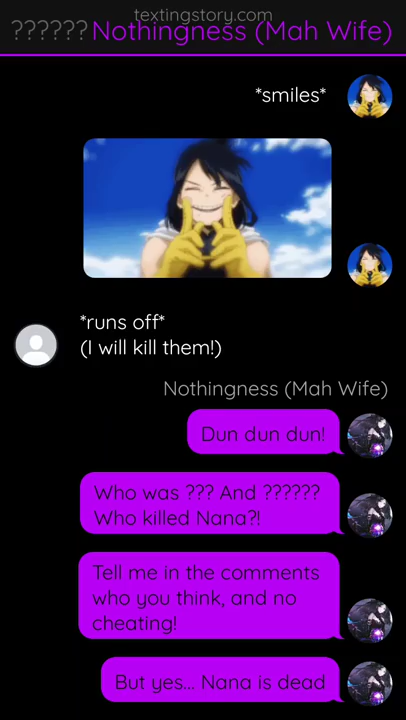 textingstory.com
?????? Nothingness (Mah Wife)
*smiles*
*runs off*
(I will kill them!)
Nothingness (Mah Wife)
Dun dun dun!
Who was ??? And ??????
Who killed Nana?!
Tell me in the comments
who you think, and no
cheating!
But yes... Nana is dead